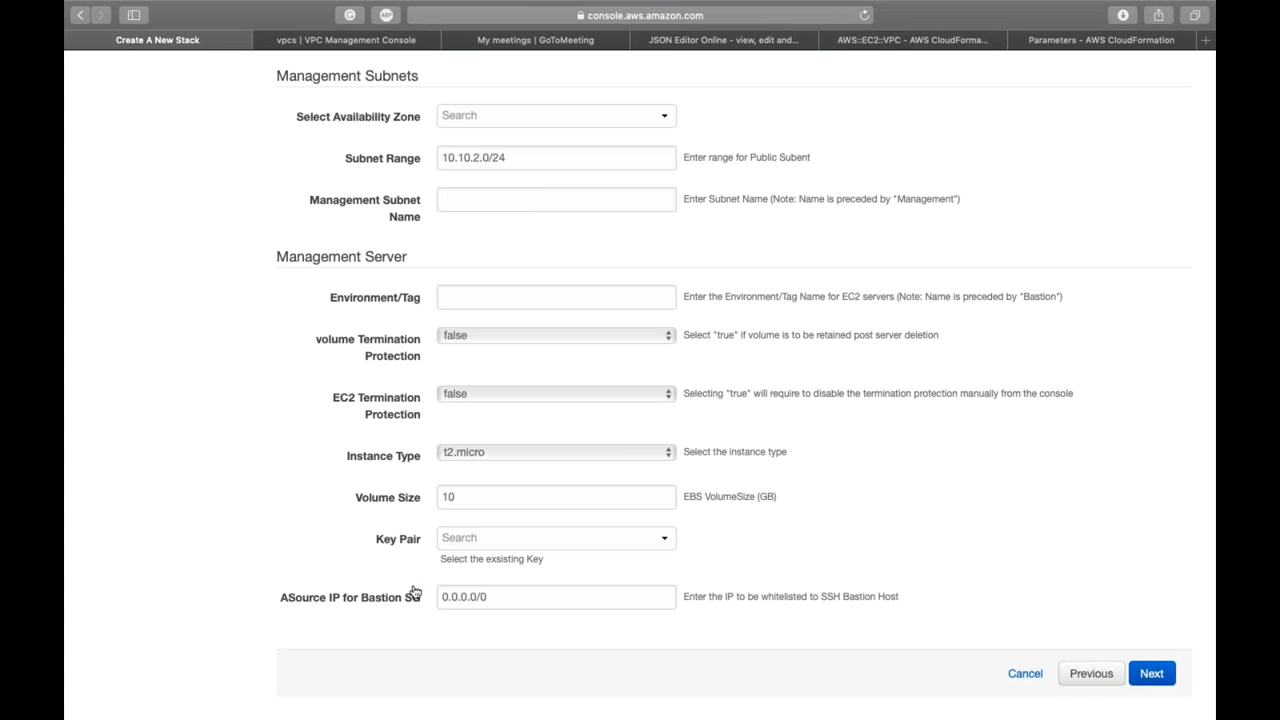 console.aws.amazon.com
Create A New Stack
vpcs | VPC Management Console
My meetings | GoToMeeting
JSON Editor Online - view, edit and...
AWS::EC2::VPC - AWS CloudForma...
Parameters - AWS CloudFormation
Management Subnets
Select Availability Zone
Search
Subnet Range
10.10.2.0/24
Enter range for Public Subent
Management Subnet
Name
Enter Subnet Name (Note: Name is preceded by "Management")
Management Server
Environment/Tag
Enter the Environment/Tag Name for EC2 servers (Note: Name is preceded by "Bastion")
volume Termination
Protection
false
Select "true" if volume is to be retained post server deletion
EC2 Termination
Protection
false
Selecting "true" will require to disable the termination protection manually from the console
Instance Type
t2.micro
Select the instance type
Volume Size
10
EBS VolumeSize (GB)
Key Pair
Search
Select the exsisting Key
ASource IP for Bastion SG
0.0.0.0/0
Enter the IP to be whitelisted to SSH Bastion Host
Cancel
Previous
Next